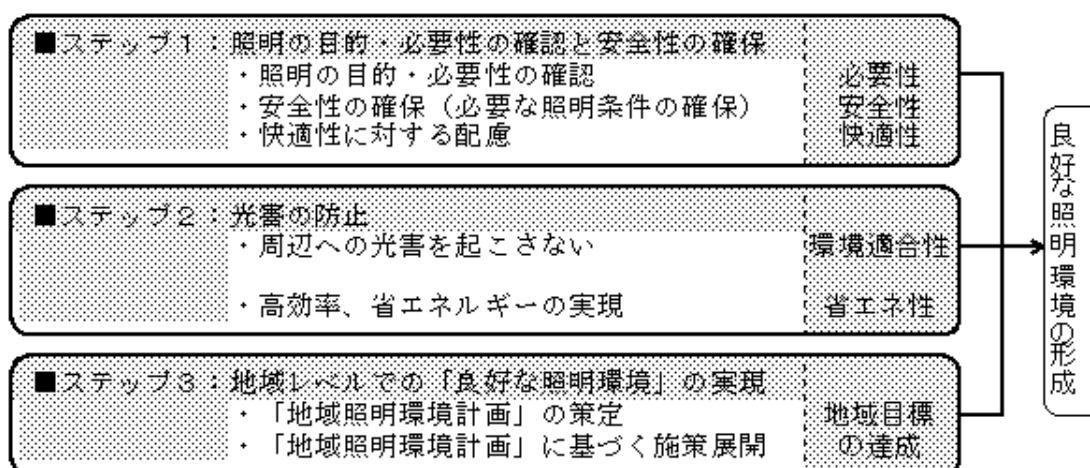 ■ステップ1：照明の目的・必要性の確認と安全性の確保
・照明の目的・必要性の確認
・安全性の確保（必要な照明条件の確保）
・快適性に対する配慮
必要性
安全性
快適性
■ステップ2：光害の防止
・周辺への光害を起こさない
環境適合性
・高効率、省エネルギーの実現
省エネ性
■ステップ3：地域レベルでの「良好な照明環境」の実現
・「地域照明環境計画」の策定
・「地域照明環境計画」に基づく施策展開
地域目標
の達成
良好な照明環境の形成